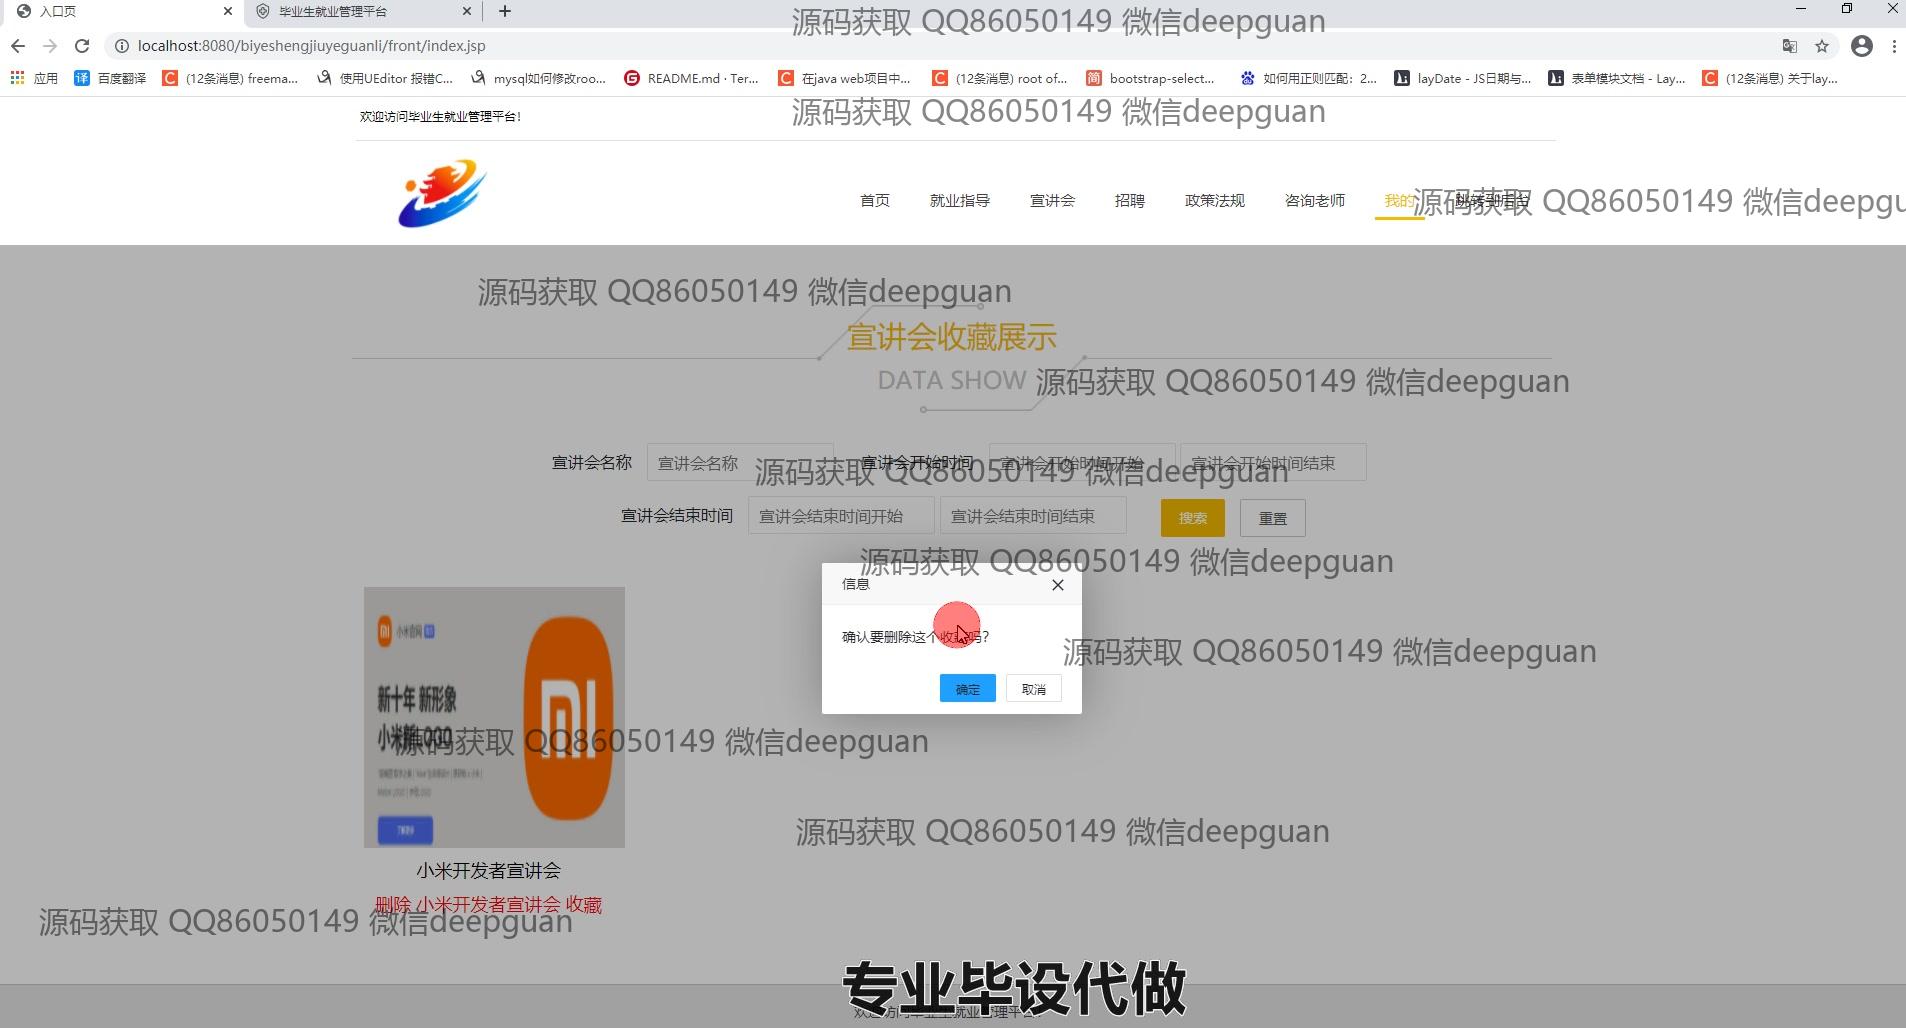 入口页
毕业生就业管理平台
源码获取 QQ86050149 微信deepguan
localhost:8080/biyeshengjiuyeguanli/front/index.jsp
应用
百度翻译
(12条消息) freema...
使用UEditor 报错C...
mysql如何修改roo...
README.md · Ter...
在java web项目中...
(12条消息) root of...
bootstrap-select...
如何用正则匹配：2...
layDate - JS日期与...
表单模块文档 - Lay...
(12条消息) 关于lay...
源码获取 QQ86050149 微信deepguan
欢迎访问毕业生就业管理平台！
首页
就业指导
宣讲会
招聘
政策法规
咨询老师
我的
跳转到后台
源码获取 QQ86050149 微信deepgu
源码获取 QQ86050149 微信deepguan
宣讲会收藏展示
DATA SHOW
源码获取 QQ86050149 微信deepguan
宣讲会名称
宣讲会名称
宣讲会开始时间
宣讲会开始时间开始
宣讲会开始时间结束
源码获取 QQ86050149 微信deepguan
宣讲会结束时间
宣讲会结束时间开始
宣讲会结束时间结束
搜索
重置
源码获取 QQ86050149 微信deepguan
信息
确认要删除这个收藏吗?
确定
取消
源码获取 QQ86050149 微信deepguan
小米官网
新十年 新形象
源码获取 QQ86050149 微信deepguan
了解更多
源码获取 QQ86050149 微信deepguan
小米开发者宣讲会
删除 小米开发者宣讲会 收藏
源码获取 QQ86050149 微信deepguan
专业毕设代做
欢迎访问毕业生就业管理平台